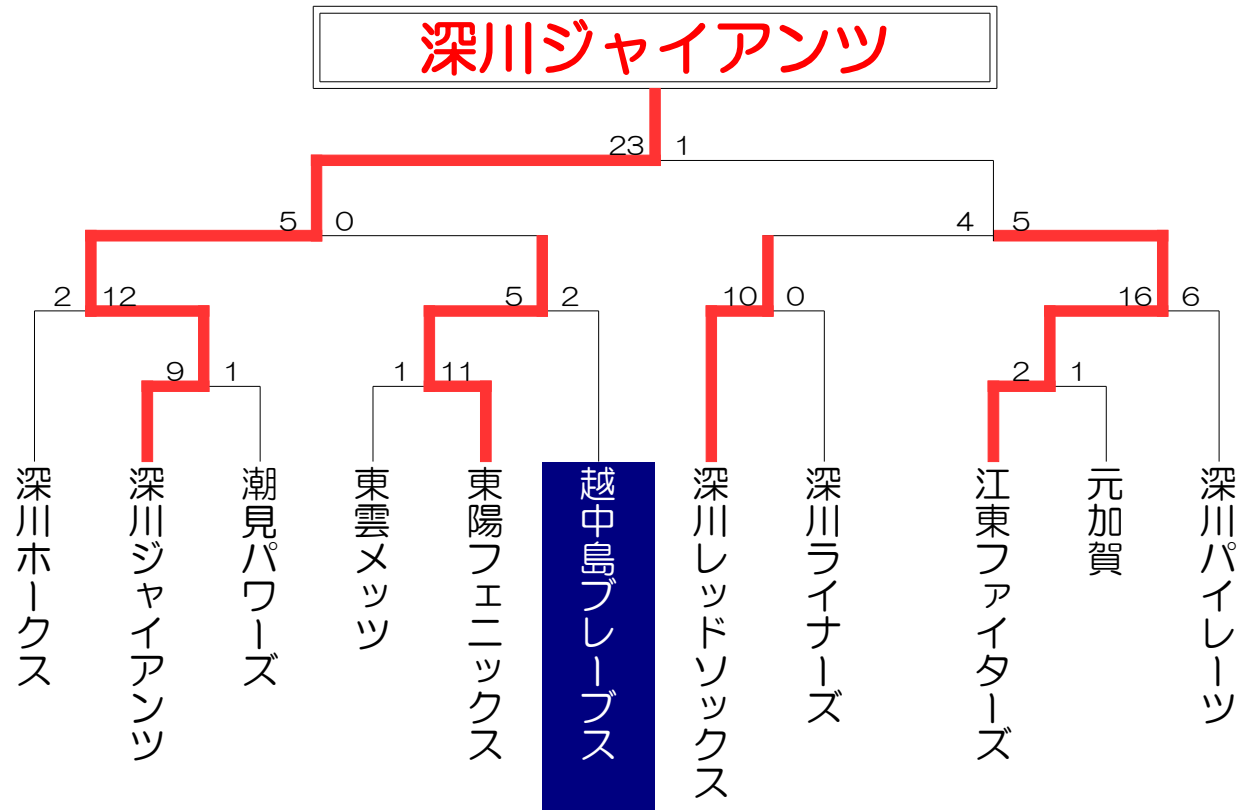 深川ジャイアンツ
23 1
5 0 4 5
2 12 5 2 10 0 16 6
9 1 1 11 2 1
深川ホークス
深川ジャイアンツ
潮見パワーズ
東雲メッツ
東陽フェニックス
越中島ブレーブス
深川レッドソックス
深川ライナーズ
江東ファイターズ
元加賀
深川パイレーツ